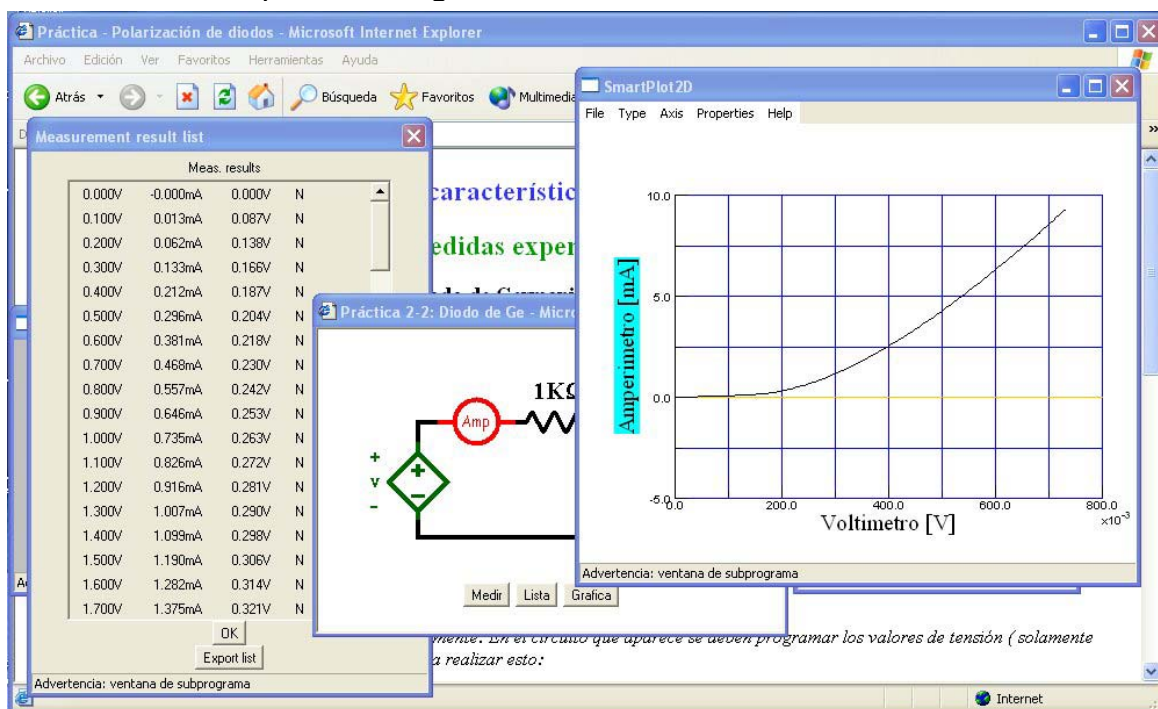 Práctica - Polarización de diodos - Microsoft Internet Explorer
Archivo Edición Ver Favoritos Herramientas Ayuda
Atrás Búsqueda Favoritos Multimedia
Measurement result list
Meas. results
0.000V -0.000mA 0.000V N
0.100V 0.013mA 0.087V N
0.200V 0.062mA 0.138V N
0.300V 0.133mA 0.166V N
0.400V 0.212mA 0.187V N
0.500V 0.296mA 0.204V N
0.600V 0.381mA 0.218V N
0.700V 0.468mA 0.230V N
0.800V 0.557mA 0.242V N
0.900V 0.646mA 0.253V N
1.000V 0.735mA 0.263V N
1.100V 0.826mA 0.272V N
1.200V 0.916mA 0.281V N
1.300V 1.007mA 0.290V N
1.400V 1.099mA 0.298V N
1.500V 1.190mA 0.306V N
1.600V 1.282mA 0.314V N
1.700V 1.375mA 0.321V N
OK
Export list
Advertencia: ventana de subprograma
característic
edidas exper
Práctica 2-2: Diodo de Ge - Micro
1KΩ
Amp
+
v
-
+
-
Medir Lista Grafica
SmartPlot2D
File Type Axis Properties Help
10.0
5.0
0.0
-5.0
Amperimetro [mA]
0.0 200.0 400.0 600.0 800.0
Voltimetro [V] ×10⁻³
Advertencia: ventana de subprograma
mente. En el circuito que aparece se deben programar los valores de tensión ( solamente
a realizar esto:
Internet